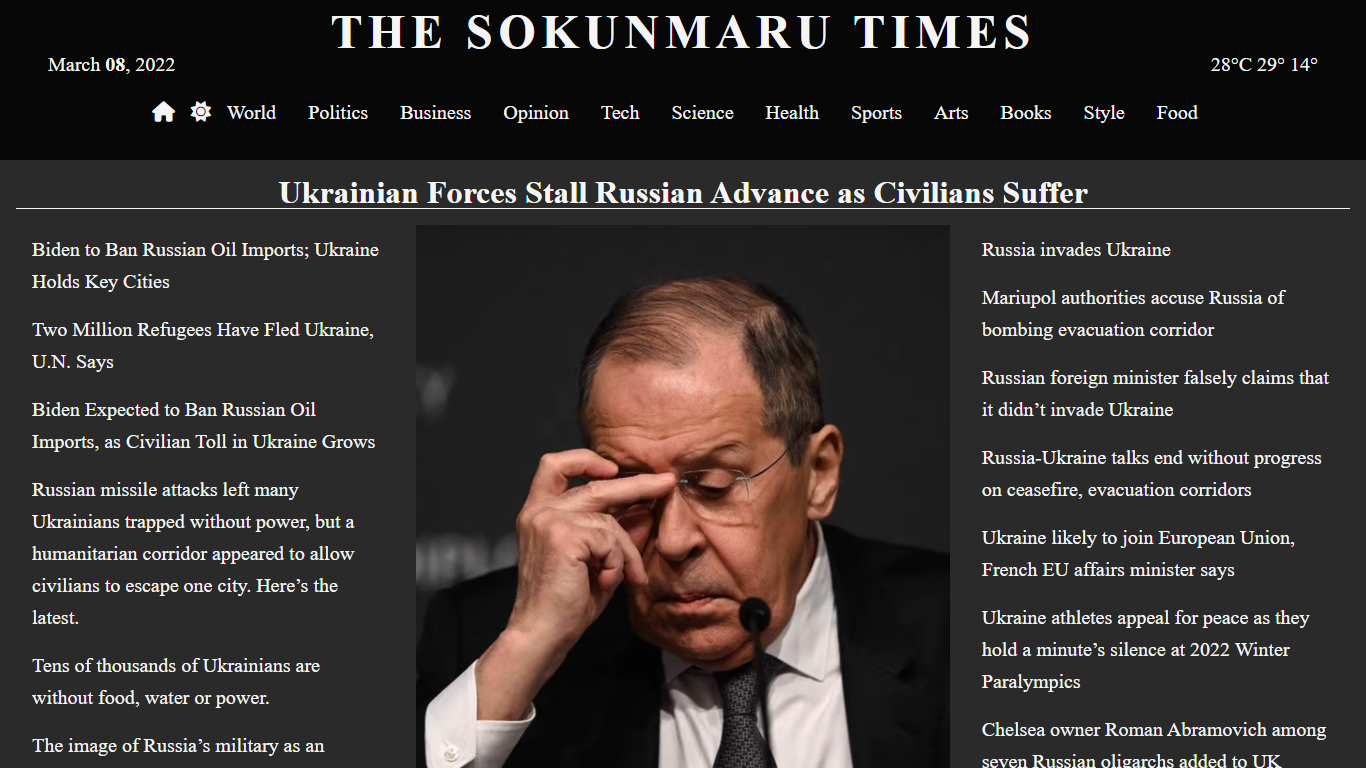 THE SOKUNMARU TIMES
March 08, 2022
28°C 29° 14°
World Politics Business Opinion Tech Science Health Sports Arts Books Style Food
Ukrainian Forces Stall Russian Advance as Civilians Suffer
Biden to Ban Russian Oil Imports; Ukraine
Holds Key Cities
Two Million Refugees Have Fled Ukraine,
U.N. Says
Biden Expected to Ban Russian Oil
Imports, as Civilian Toll in Ukraine Grows
Russian missile attacks left many
Ukrainians trapped without power, but a
humanitarian corridor appeared to allow
civilians to escape one city. Here’s the
latest.
Tens of thousands of Ukrainians are
without food, water or power.
The image of Russia’s military as an
Russia invades Ukraine
Mariupol authorities accuse Russia of
bombing evacuation corridor
Russian foreign minister falsely claims that
it didn’t invade Ukraine
Russia-Ukraine talks end without progress
on ceasefire, evacuation corridors
Ukraine likely to join European Union,
French EU affairs minister says
Ukraine athletes appeal for peace as they
hold a minute’s silence at 2022 Winter
Paralympics
Chelsea owner Roman Abramovich among
seven Russian oligarchs added to UK